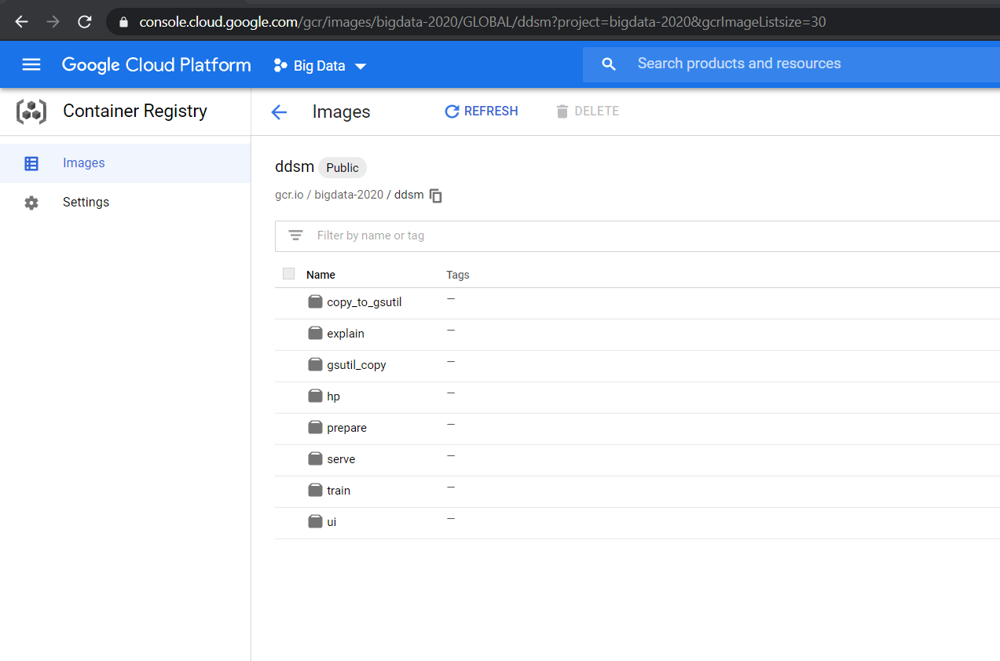 console.cloud.google.com/gcr/images/bigdata-2020/GLOBAL/ddsm?project=bigdata-2020&gcrImageListsize=30
Google Cloud Platform Big Data Search products and resources
Container Registry Images REFRESH DELETE
Images
Settings
ddsm Public
gcr.io / bigdata-2020 / ddsm
Filter by name or tag
Name Tags
copy_to_gsutil —
explain —
gsutil_copy —
hp —
prepare —
serve —
train —
ui —